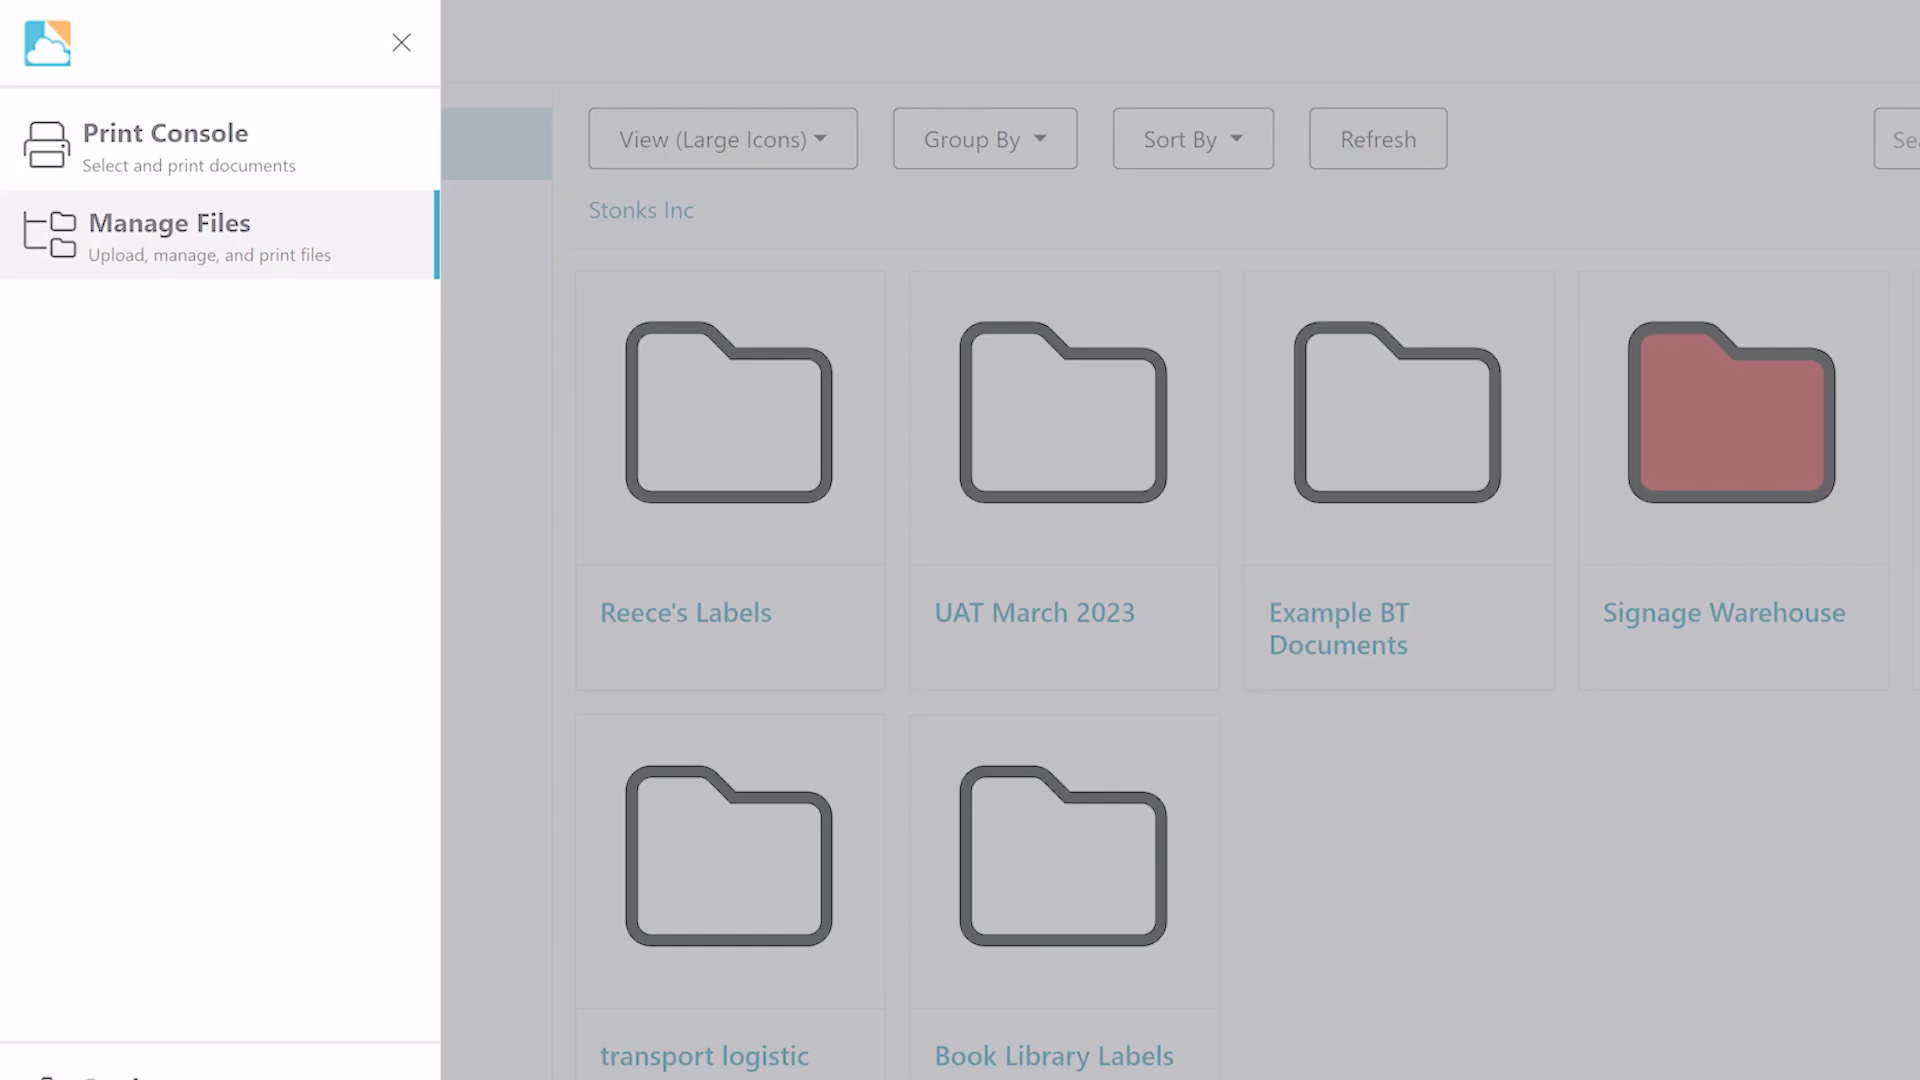 Print Console
Select and print documents
Manage Files
Upload, manage, and print files
View (Large Icons)
Group By
Sort By
Refresh
Stonks Inc
Reece's Labels
UAT March 2023
Example BT
Documents
Signage Warehouse
transport logistic
Book Library Labels